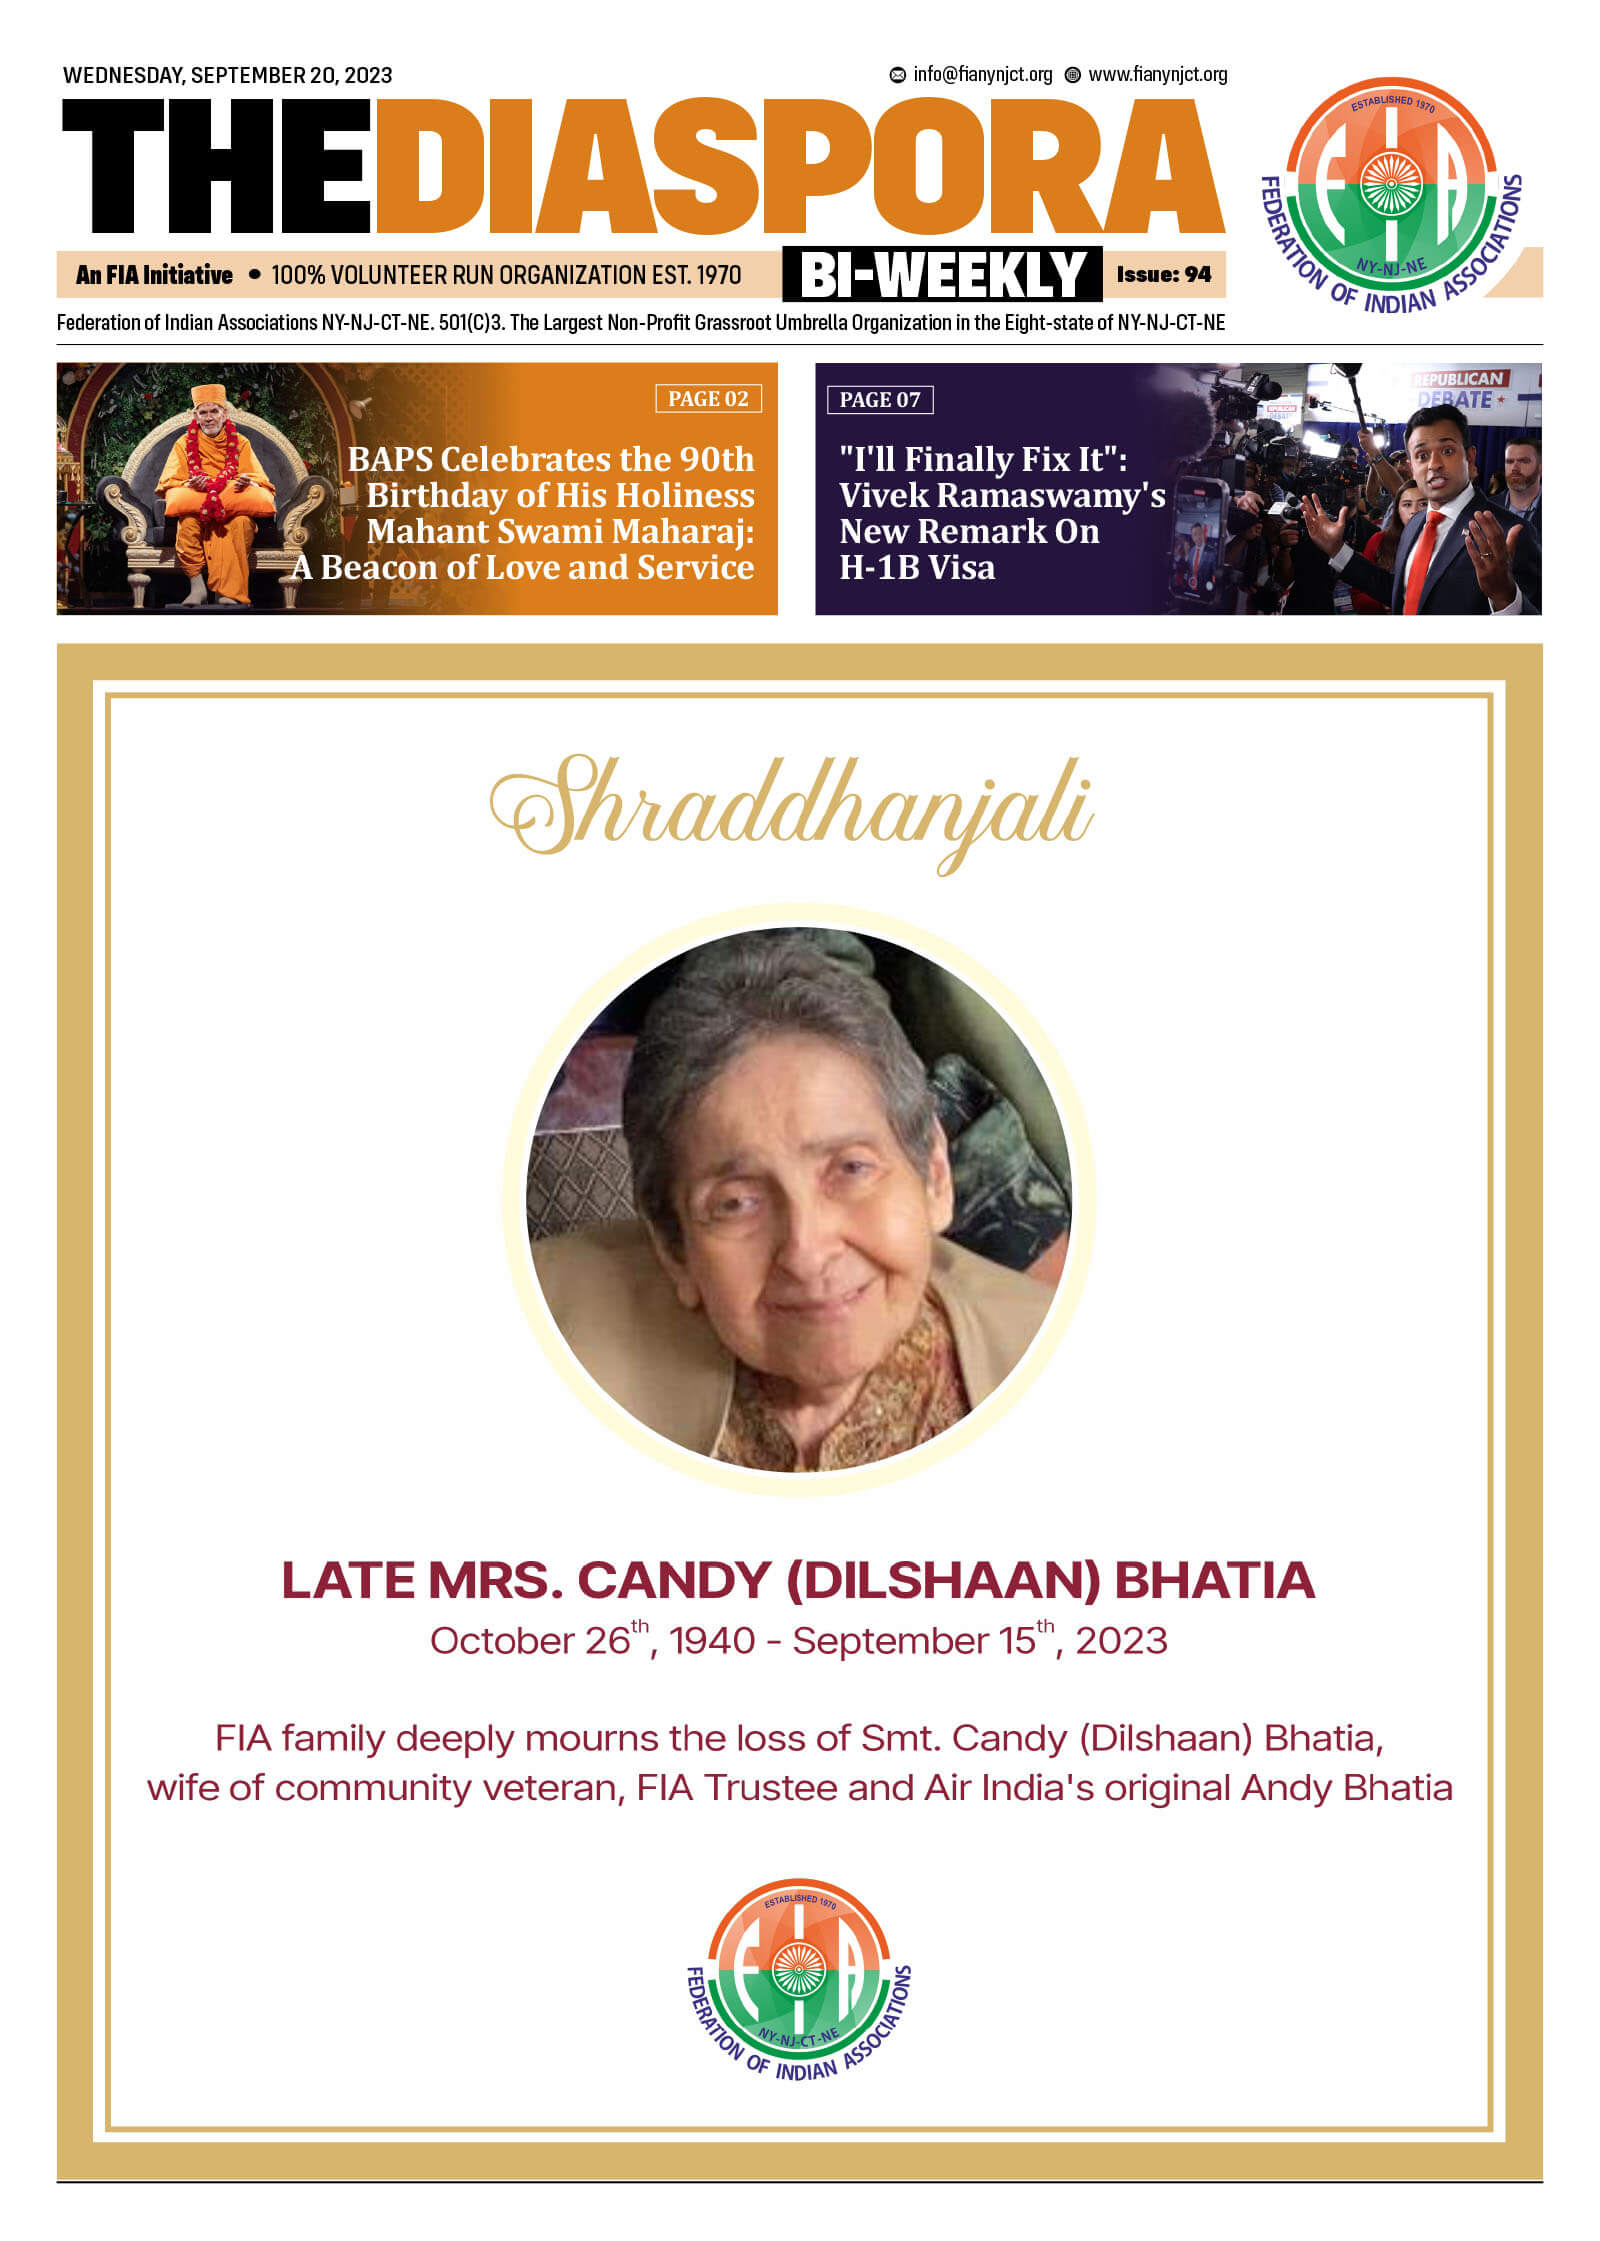 WEDNESDAY, SEPTEMBER 20, 2023
info@fianynjct.org www.fianynjct.org
THEDIASPORA
An FIA Initiative • 100% VOLUNTEER RUN ORGANIZATION EST. 1970
BI-WEEKLY
Issue: 94
Federation of Indian Associations NY-NJ-CT-NE. 501(C)3. The Largest Non-Profit Grassroot Umbrella Organization in the Eight-state of NY-NJ-CT-NE
ESTABLISHED 1970
FIA
NY-NJ-NE
FEDERATION OF INDIAN ASSOCIATIONS
PAGE 02
BAPS Celebrates the 90th
Birthday of His Holiness
Mahant Swami Maharaj:
A Beacon of Love and Service
PAGE 07
"I'll Finally Fix It":
Vivek Ramaswamy's
New Remark On
H-1B Visa
REPUBLICAN
DEBATE
Shraddhanjali
LATE MRS. CANDY (DILSHAAN) BHATIA
October 26th, 1940 - September 15th, 2023
FIA family deeply mourns the loss of Smt. Candy (Dilshaan) Bhatia,
wife of community veteran, FIA Trustee and Air India's original Andy Bhatia
ESTABLISHED 1970
FIA
NY-NJ-CT-NE
FEDERATION OF INDIAN ASSOCIATIONS